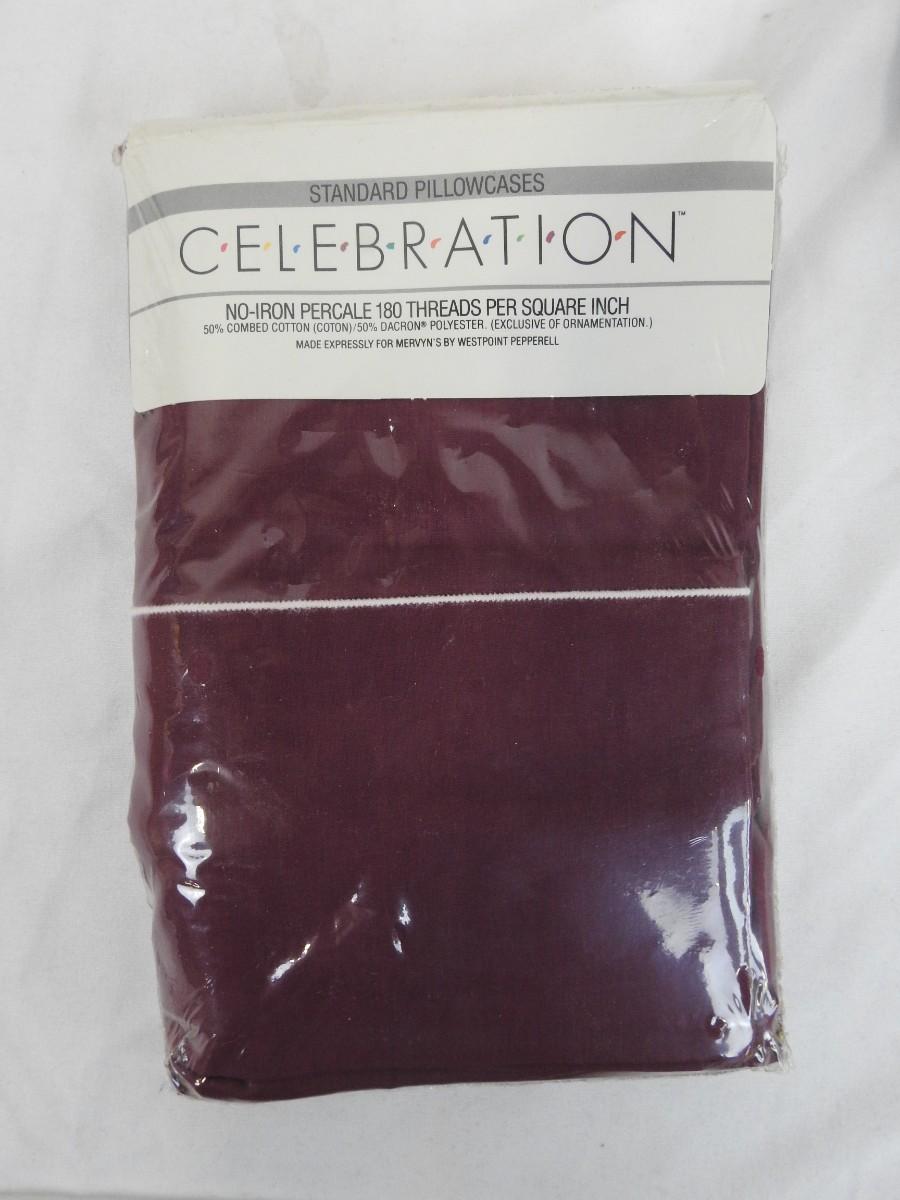 STANDARD PILLOWCASES
CELEBRATION™
NO-IRON PERCALE 180 THREADS PER SQUARE INCH
50% COMBED COTTON (COTON)/50% DACRON® POLYESTER. (EXCLUSIVE OF ORNAMENTATION.)
MADE EXPRESSLY FOR MERVYN'S BY WESTPOINT PEPPERELL